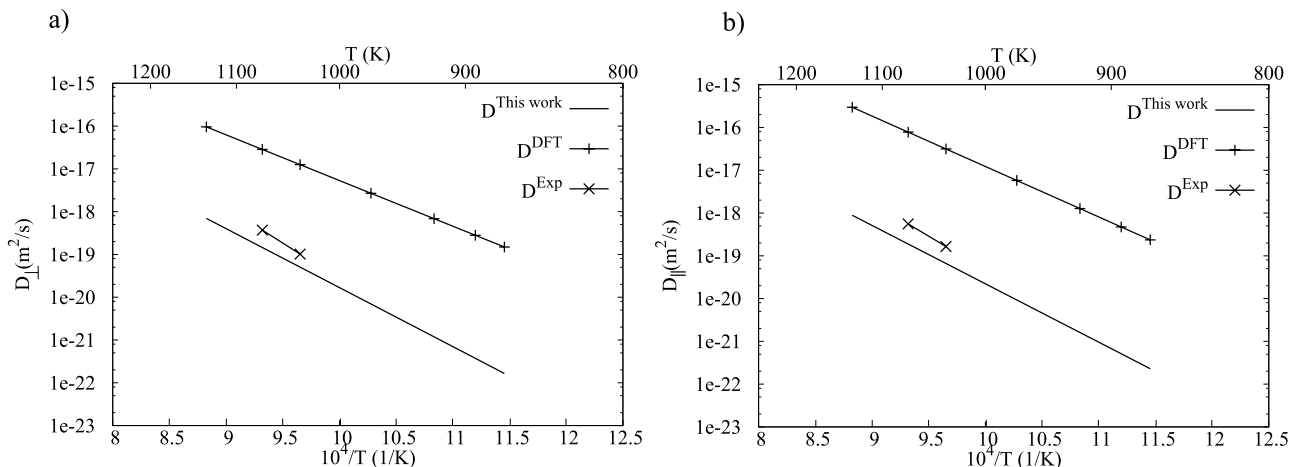 a)
T (K)
1200 1100 1000 900 800
1e-15
1e-16
1e-17
1e-18
1e-19
1e-20
1e-21
1e-22
1e-23
D⊥(m²/s)
D^This work
D^DFT
D^Exp
8 8.5 9 9.5 10 10.5 11 11.5 12 12.5
10⁴/T (1/K)
b)
T (K)
1200 1100 1000 900 800
1e-15
1e-16
1e-17
1e-18
1e-19
1e-20
1e-21
1e-22
1e-23
D||(m²/s)
D^This work
D^DFT
D^Exp
8 8.5 9 9.5 10 10.5 11 11.5 12 12.5
10⁴/T (1/K)